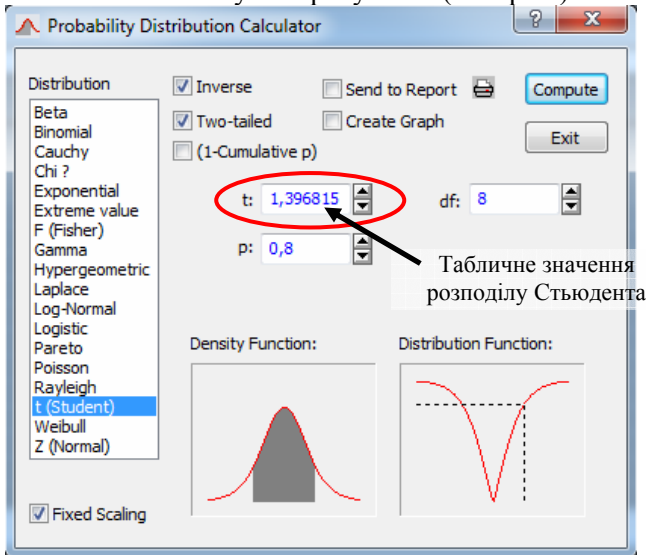 Probability Distribution Calculator
Distribution
Inverse
Send to Report
Compute
Two-tailed
Create Graph
Exit
(1-Cumulative p)
Beta
Binomial
Cauchy
Chi ?
Exponential
Extreme value
F (Fisher)
Gamma
Hypergeometric
Laplace
Log-Normal
Logistic
Pareto
Poisson
Rayleigh
t (Student)
Weibull
Z (Normal)
t: 1,396815
df: 8
p: 0,8
Табличне значення
розподілу Стьюдента
Density Function:
Distribution Function:
Fixed Scaling